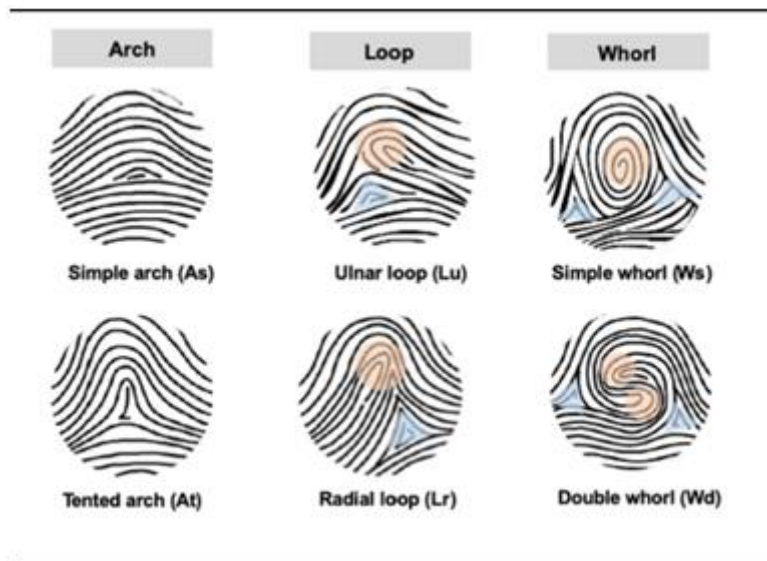 Arch
Loop
Whorl
Simple arch (As)
Ulnar loop (Lu)
Simple whorl (Ws)
Tented arch (At)
Radial loop (Lr)
Double whorl (Wd)